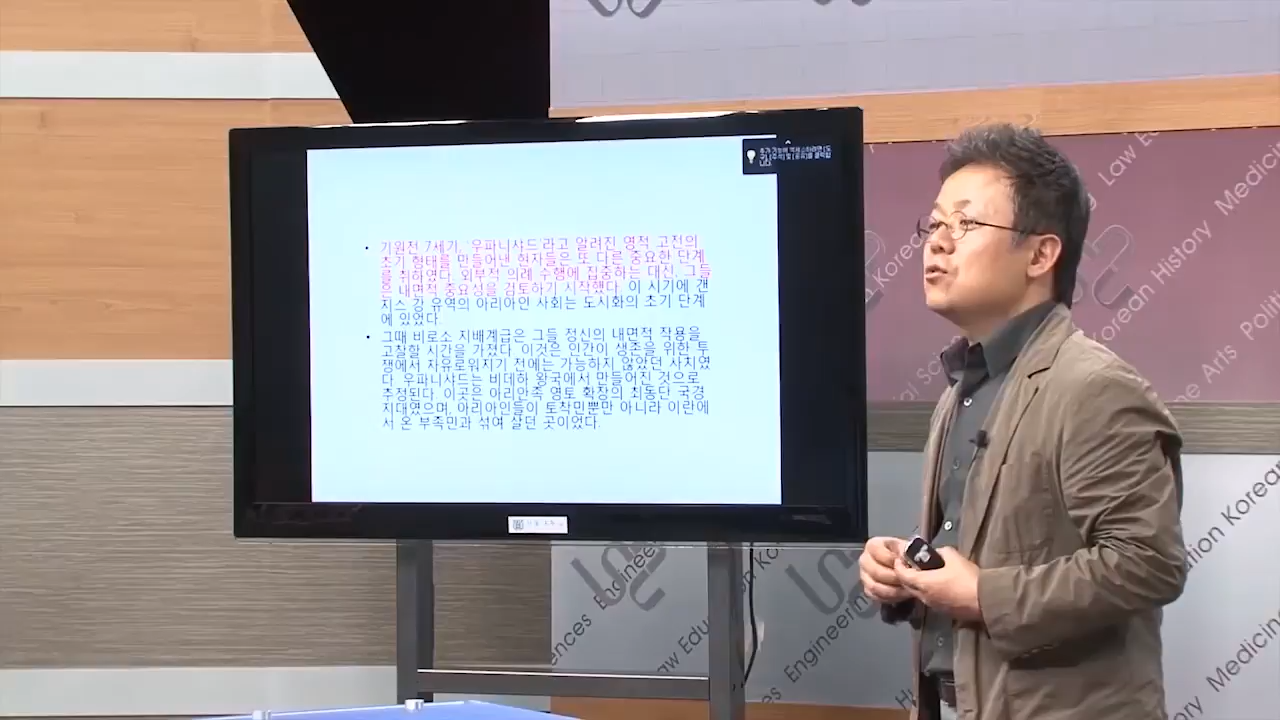 기원전 7세기, '우파니샤드'라고 알려진 영적 고전의
초기 형태를 만들어낸 현자들은 또 다른 중요한 단계
를 취하였다. 외부적 의례 수행에 집중하는 대신, 그들
은 내면적 중요성을 검토하기 시작했다. 이 시기에 갠
지스 강 유역의 아리아인 사회는 도시화의 초기 단계
에 있었다.
그때 비로소 지배계급은 그들 정신의 내면적 작용을
고찰할 시간을 가졌다. 이것은 인간이 생존을 위한 투
쟁에서 자유로워지기 전에는 가능하지 않았던 사치였
다. 우파니샤드는 비데하 왕국에서 만들어진 것으로
추정된다. 이곳은 아리안족 영토 확장의 최동단 국경
지대였으며, 아리아인들이 토착민뿐만 아니라 이란에
서 온 부족민과 섞여 살던 곳이었다.
Law
Korean
Korean History
Medicine
Fine Arts
Engineering
Law
Korean
Engineering
Medicine